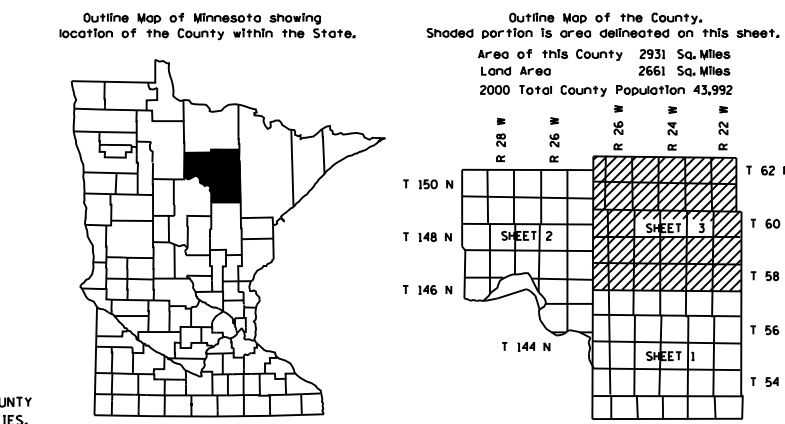 Outline Map of Minnesota showing
location of the County within the State.
Outline Map of the County.
Shaded portion is area delineated on this sheet.
Area of this County 2931 Sq. Miles
Land Area 2661 Sq. Miles
2000 Total County Population 43,992
R 28 W
R 26 W
R 26 W
R 24 W
R 22 W
T 150 N
T 62
T 148 N
SHEET 2
SHEET 3
T 60
T 146 N
T 58
T 144 N
T 56
SHEET 1
T 54
UNTY
IES.